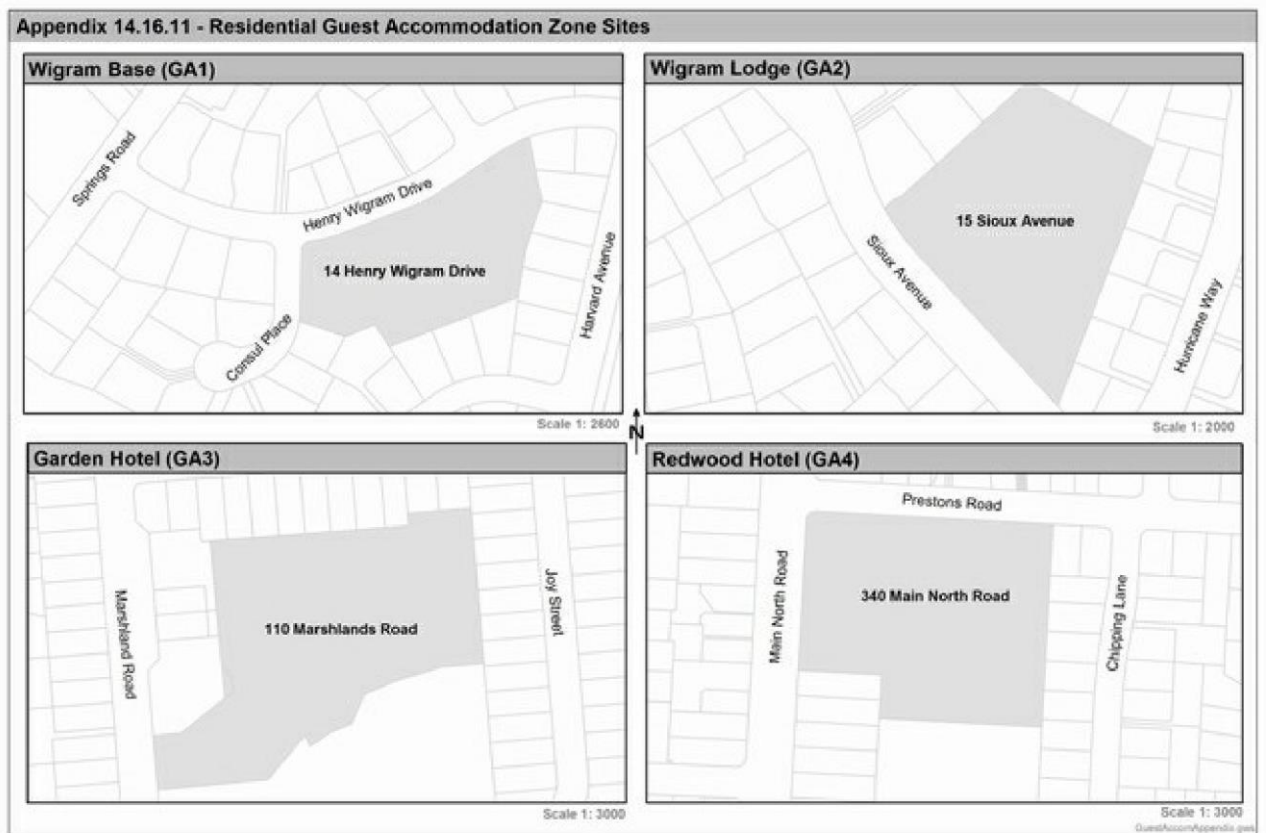 Appendix 14.16.11 - Residential Guest Accommodation Zone Sites
Wigram Base (GA1)
Springs Road
Henry Wigram Drive
14 Henry Wigram Drive
Harvard Avenue
Consul Place
Scale 1: 2600
Wigram Lodge (GA2)
15 Sioux Avenue
Sioux Avenue
Hurricane Way
Scale 1: 2000
N
Garden Hotel (GA3)
Marshland Road
110 Marshlands Road
Joy Street
Scale 1: 3000
Redwood Hotel (GA4)
Prestons Road
Main North Road
340 Main North Road
Chipping Lane
Scale 1: 3000